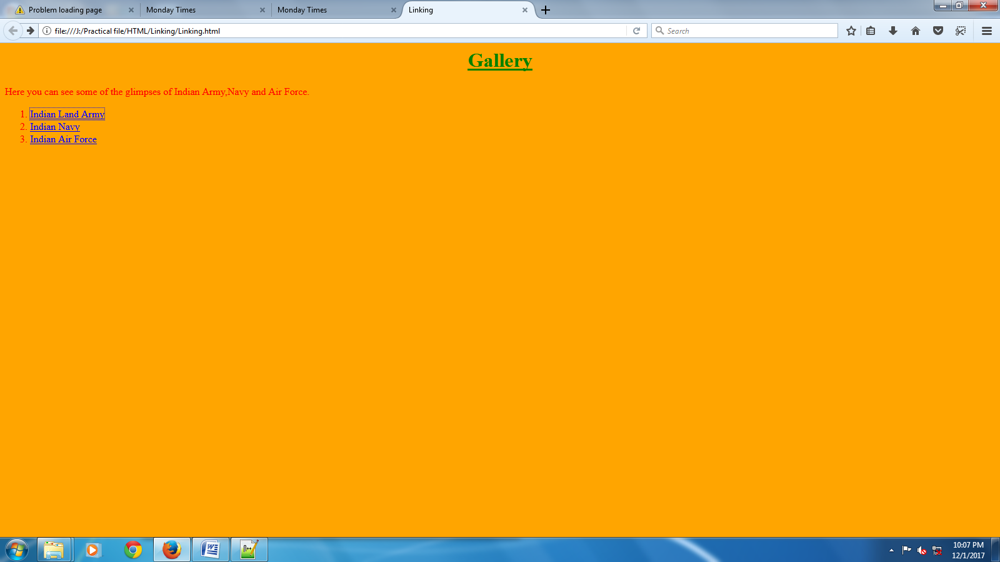 Problem loading page
Monday Times
Monday Times
Linking
file:///J:/Practical file/HTML/Linking/Linking.html
Search
Gallery
Here you can see some of the glimpses of Indian Army,Navy and Air Force.
1. Indian Land Army
2. Indian Navy
3. Indian Air Force
10:07 PM
12/1/2017